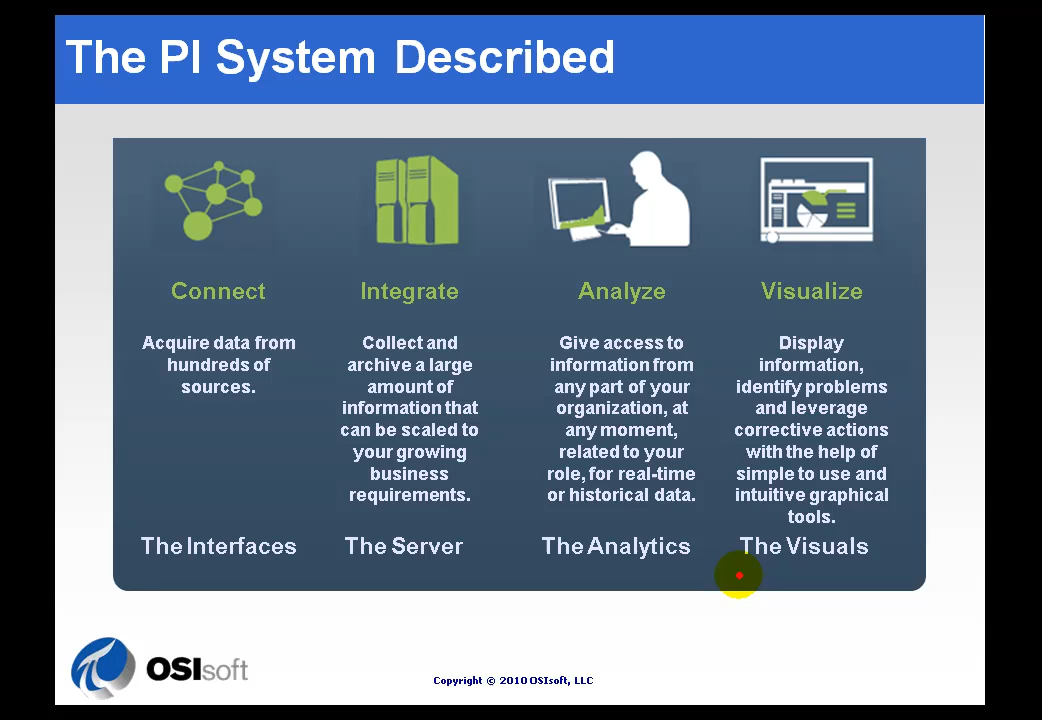 The PI System Described
Connect
Acquire data from
hundreds of
sources.
The Interfaces
Integrate
Collect and
archive a large
amount of
information that
can be scaled to
your growing
business
requirements.
The Server
Analyze
Give access to
information from
any part of your
organization, at
any moment,
related to your
role, for real-time
or historical data.
The Analytics
Visualize
Display
information,
identify problems
and leverage
corrective actions
with the help of
simple to use and
intuitive graphical
tools.
The Visuals
OSIsoft
Copyright © 2010 OSIsoft, LLC